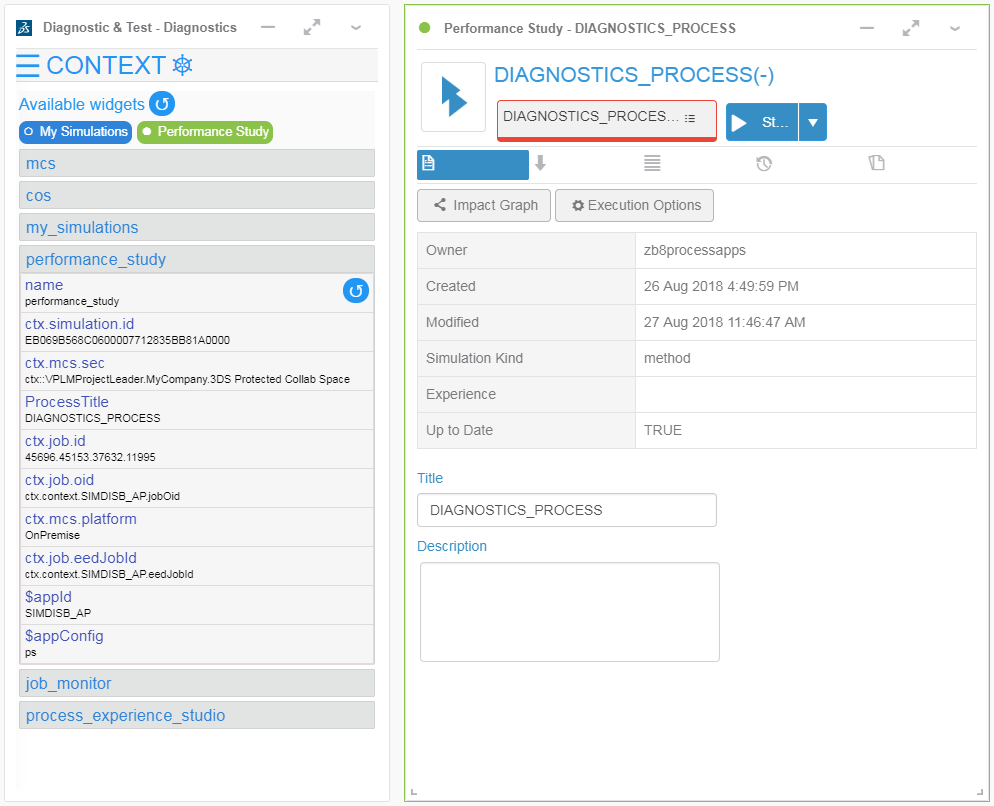 Diagnostic & Test - Diagnostics
CONTEXT
Available widgets
My Simulations
Performance Study
mcs
cos
my_simulations
performance_study
name
performance_study
ctx.simulation.id
EB069B568C0600007712835BB81A0000
ctx.mcs.sec
ctx::VPLMProjectLeader.MyCompany.3DS Protected Collab Space
ProcessTitle
DIAGNOSTICS_PROCESS
ctx.job.id
45696.45153.37632.11995
ctx.job.oid
ctx.context.SIMDISB_AP.jobOid
ctx.mcs.platform
OnPremise
ctx.job.eedJobId
ctx.context.SIMDISB_AP.eedJobId
$appId
SIMDISB_AP
$appConfig
ps
job_monitor
process_experience_studio
Performance Study - DIAGNOSTICS_PROCESS
DIAGNOSTICS_PROCESS(-)
DIAGNOSTICS_PROCES...
St...
Impact Graph
Execution Options
Owner zb8processapps
Created 26 Aug 2018 4:49:59 PM
Modified 27 Aug 2018 11:46:47 AM
Simulation Kind method
Experience
Up to Date TRUE
Title
DIAGNOSTICS_PROCESS
Description